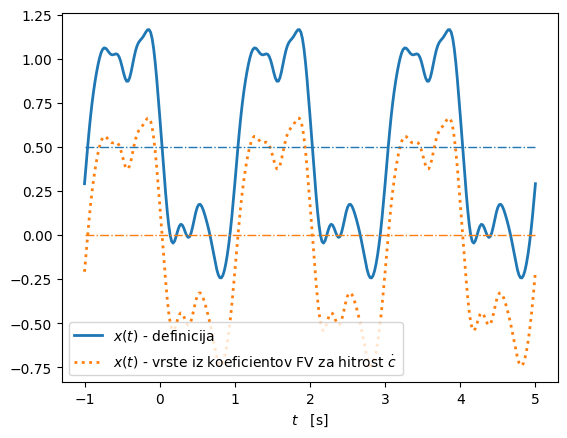 1.25
1.00
0.75
0.50
0.25
0.00
−0.25
−0.50
−0.75
x(t) - definicija
x(t) - vrste iz koeficientov FV za hitrost ċ
−1 0 1 2 3 4 5
t [s]